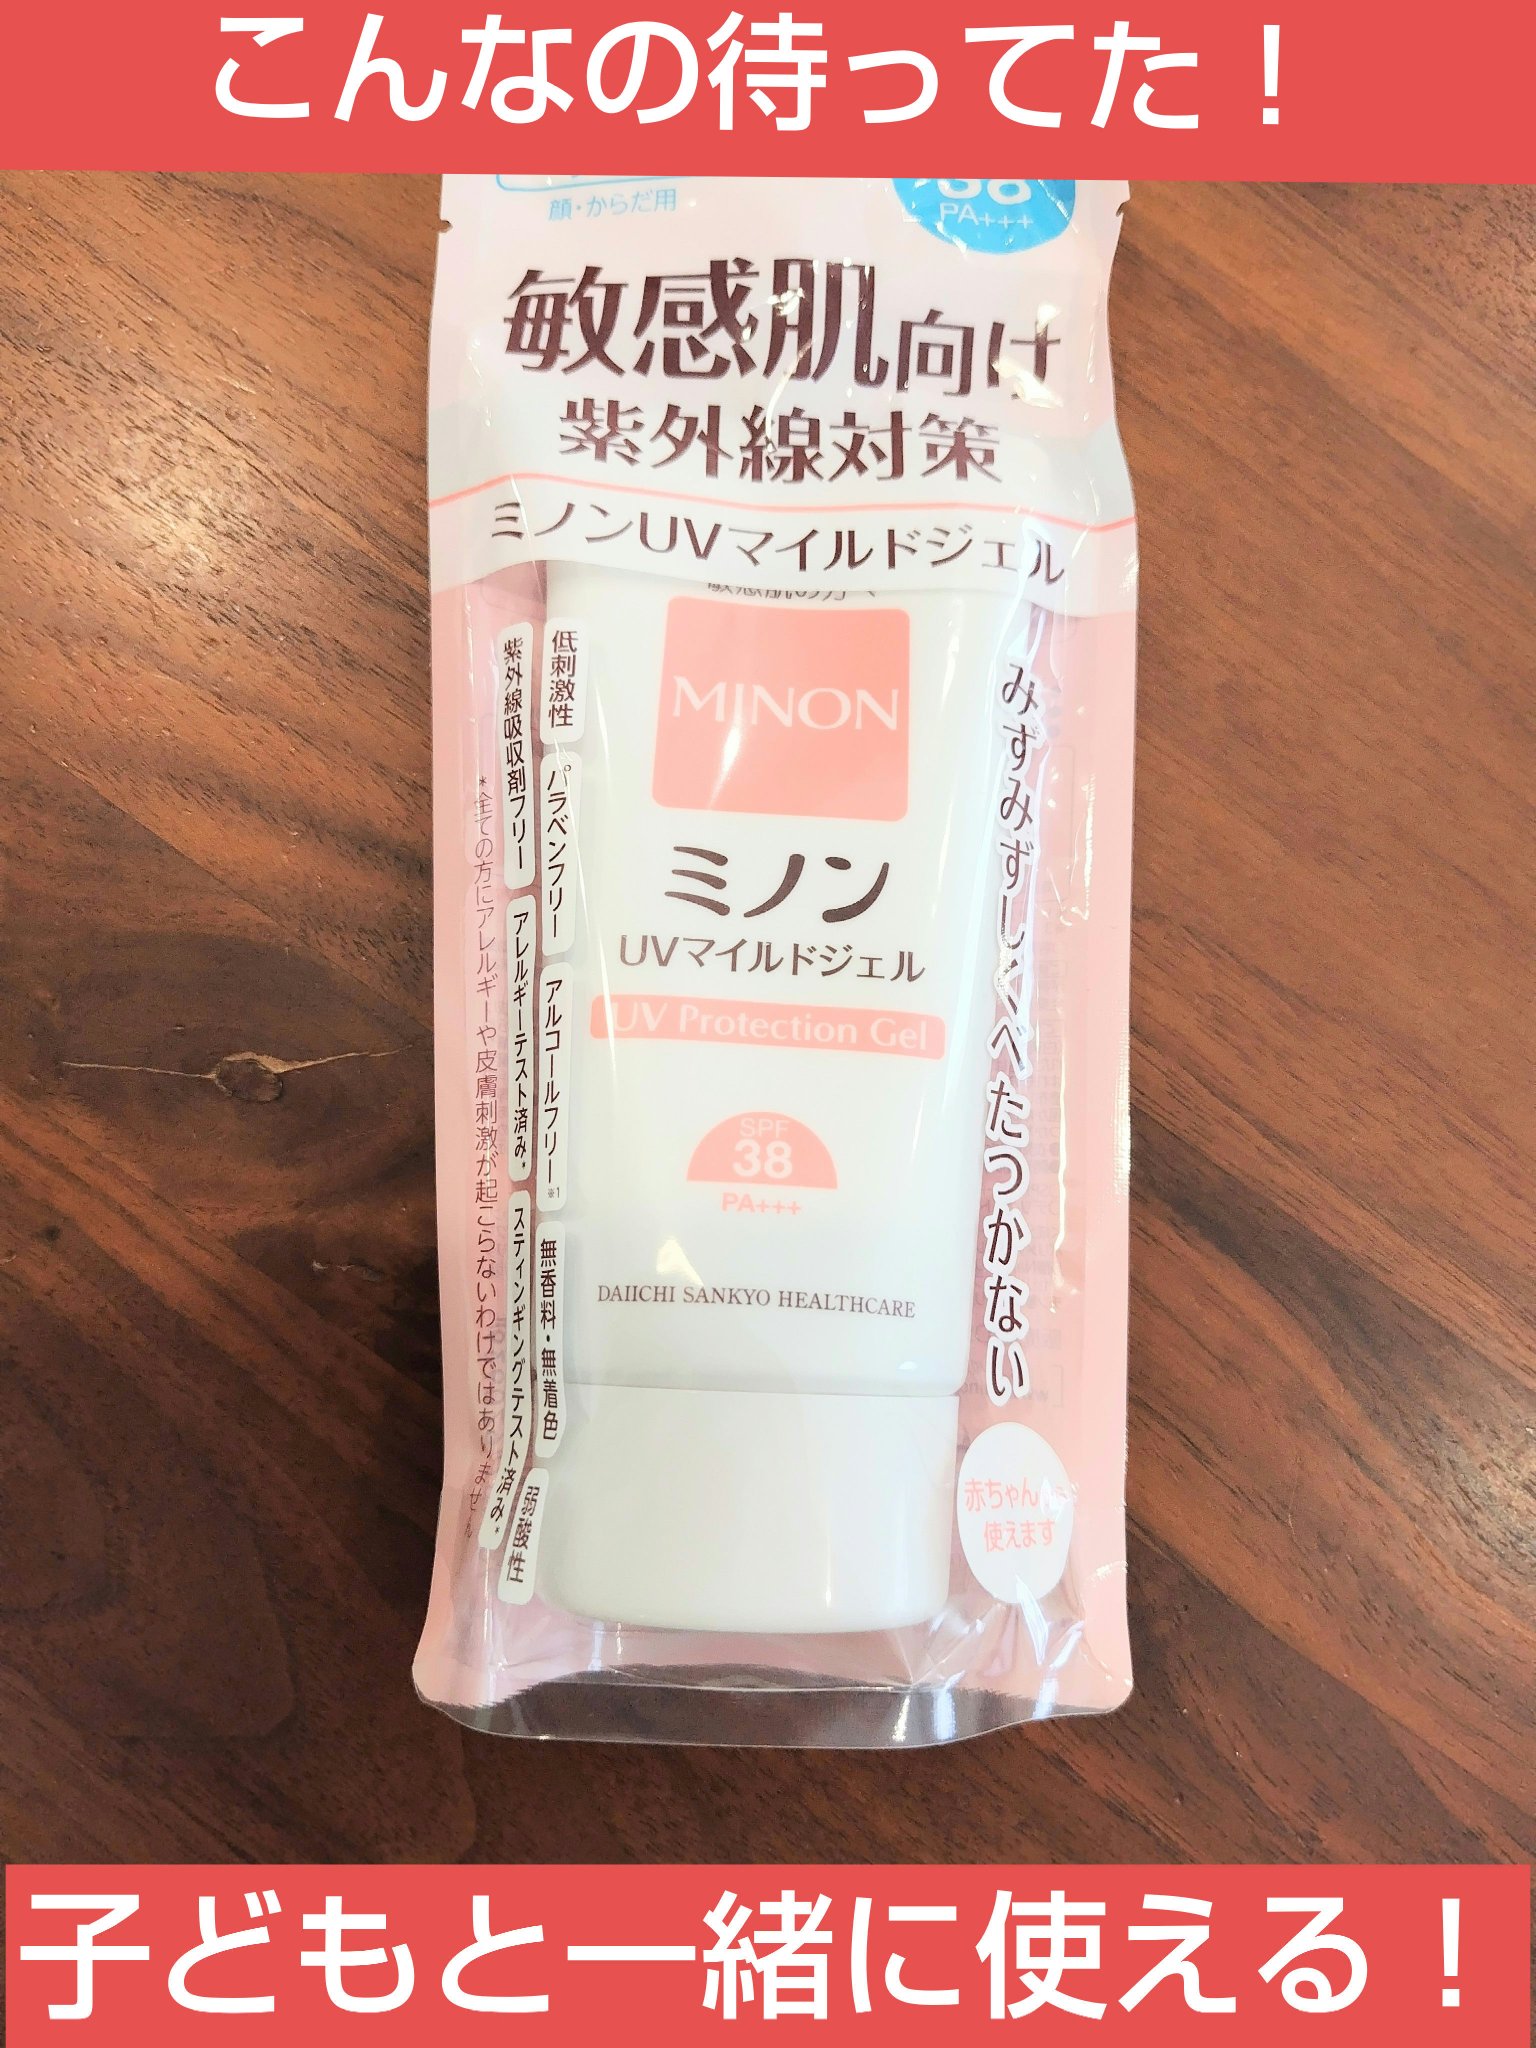 こんなの待ってた！
顔・からだ用
38
PA+++
敏感肌向け
紫外線対策
ミノンUVマイルドジェル
MINON
ミノン
UVマイルドジェル
UV Protection Gel
SPF
38
PA+++
DAIICHI SANKYO HEALTHCARE
みずみずしくべたつかない
低刺激性
パラベンフリー
アルコールフリー※1
無香料・無着色
弱酸性
紫外線吸収剤フリー
アレルギーテスト済み*
スティンギングテスト済み*
*全ての方にアレルギーや皮膚刺激が起こらないわけではありません
赤ちゃん
使えます
子どもと一緒に使える！